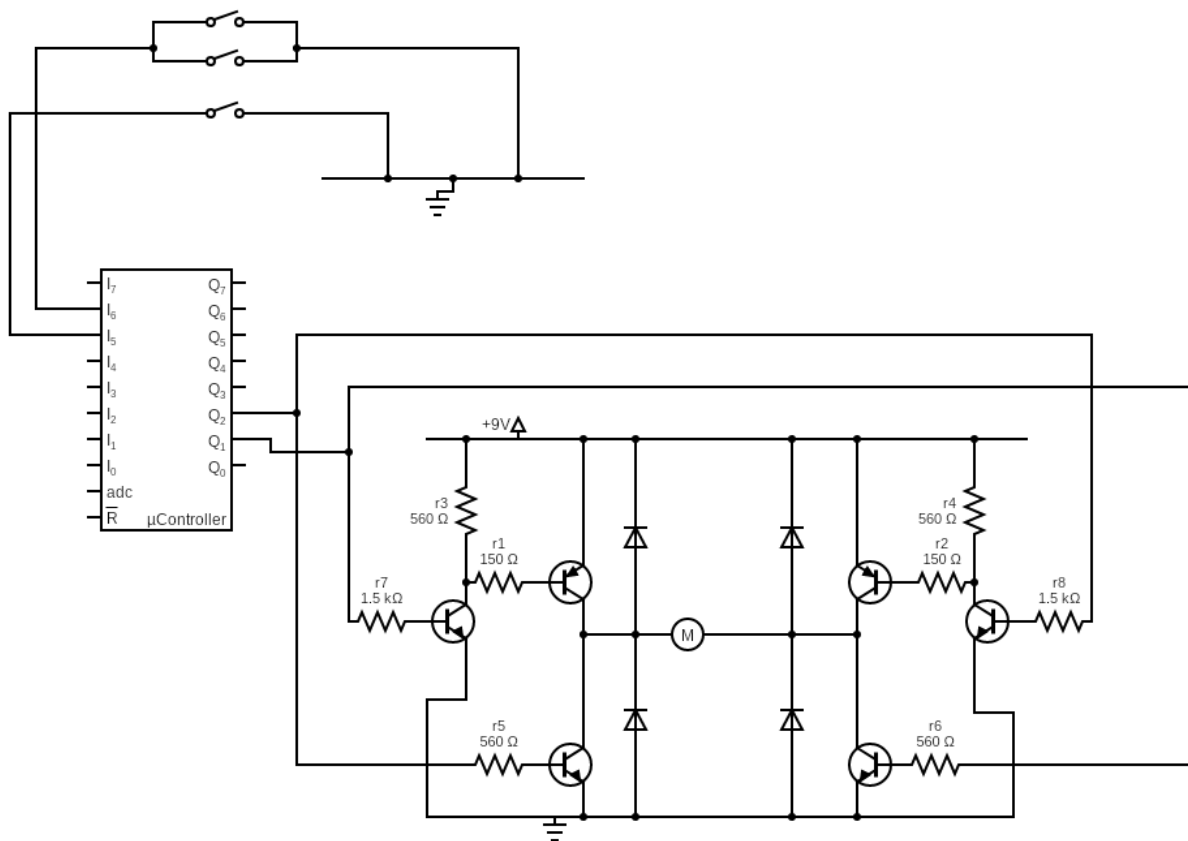 I7
I6
I5
I4
I3
I2
I1
I0
adc
R
Q7
Q6
Q5
Q4
Q3
Q2
Q1
Q0
µController
+9V
r3
560 Ω
r1
150 Ω
r7
1.5 kΩ
r5
560 Ω
M
r4
560 Ω
r2
150 Ω
r8
1.5 kΩ
r6
560 Ω